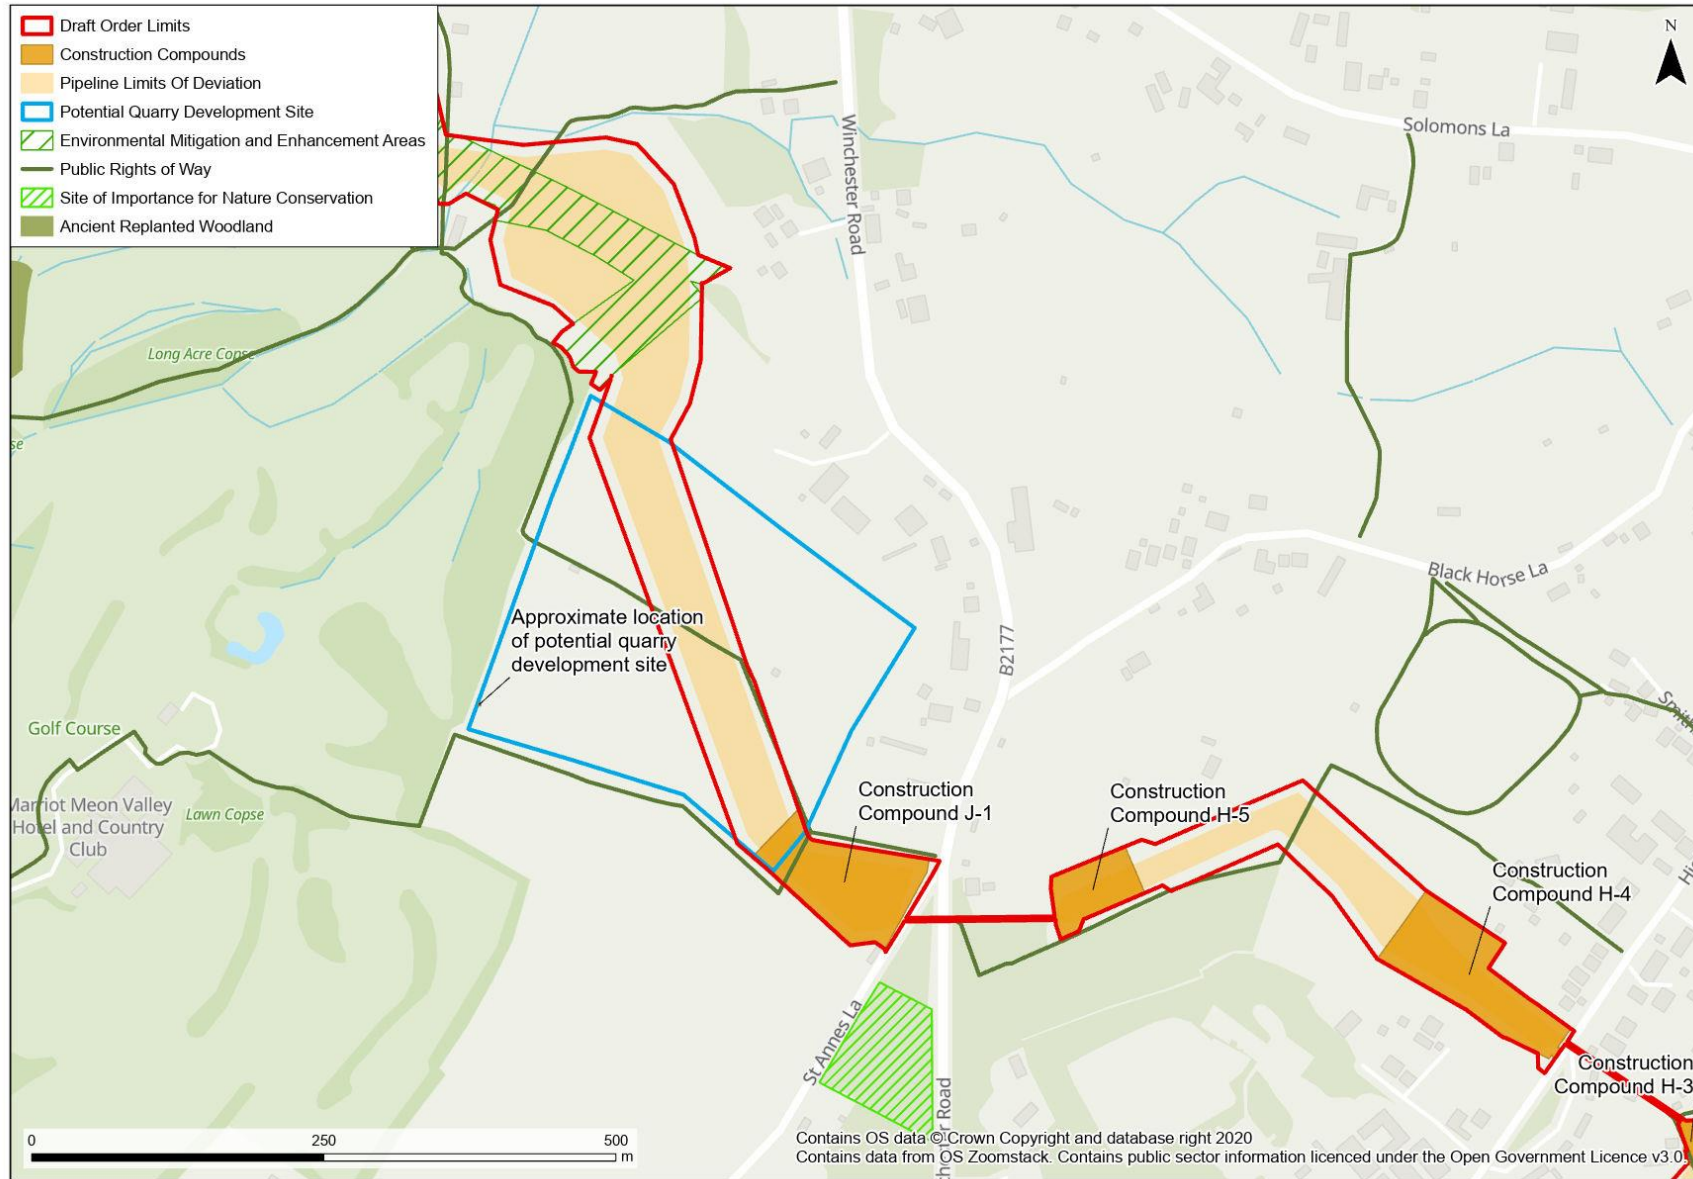 Draft Order Limits
Construction Compounds
Pipeline Limits Of Deviation
Potential Quarry Development Site
Environmental Mitigation and Enhancement Areas
Public Rights of Way
Site of Importance for Nature Conservation
Ancient Replanted Woodland
N
Solomons La
Winchester Road
Long Acre Copse
se
Black Horse La
B2177
Approximate location
of potential quarry
development site
Smith
Golf Course
Marriot Meon Valley
Hotel and Country
Club
Lawn Copse
Construction
Compound J-1
Construction
Compound H-5
Construction
Compound H-4
Hi
St Annes La
Construction
Compound H-3
Road
0 250 500
m
Contains OS data © Crown Copyright and database right 2020
Contains data from OS Zoomstack. Contains public sector information licenced under the Open Government Licence v3.0.